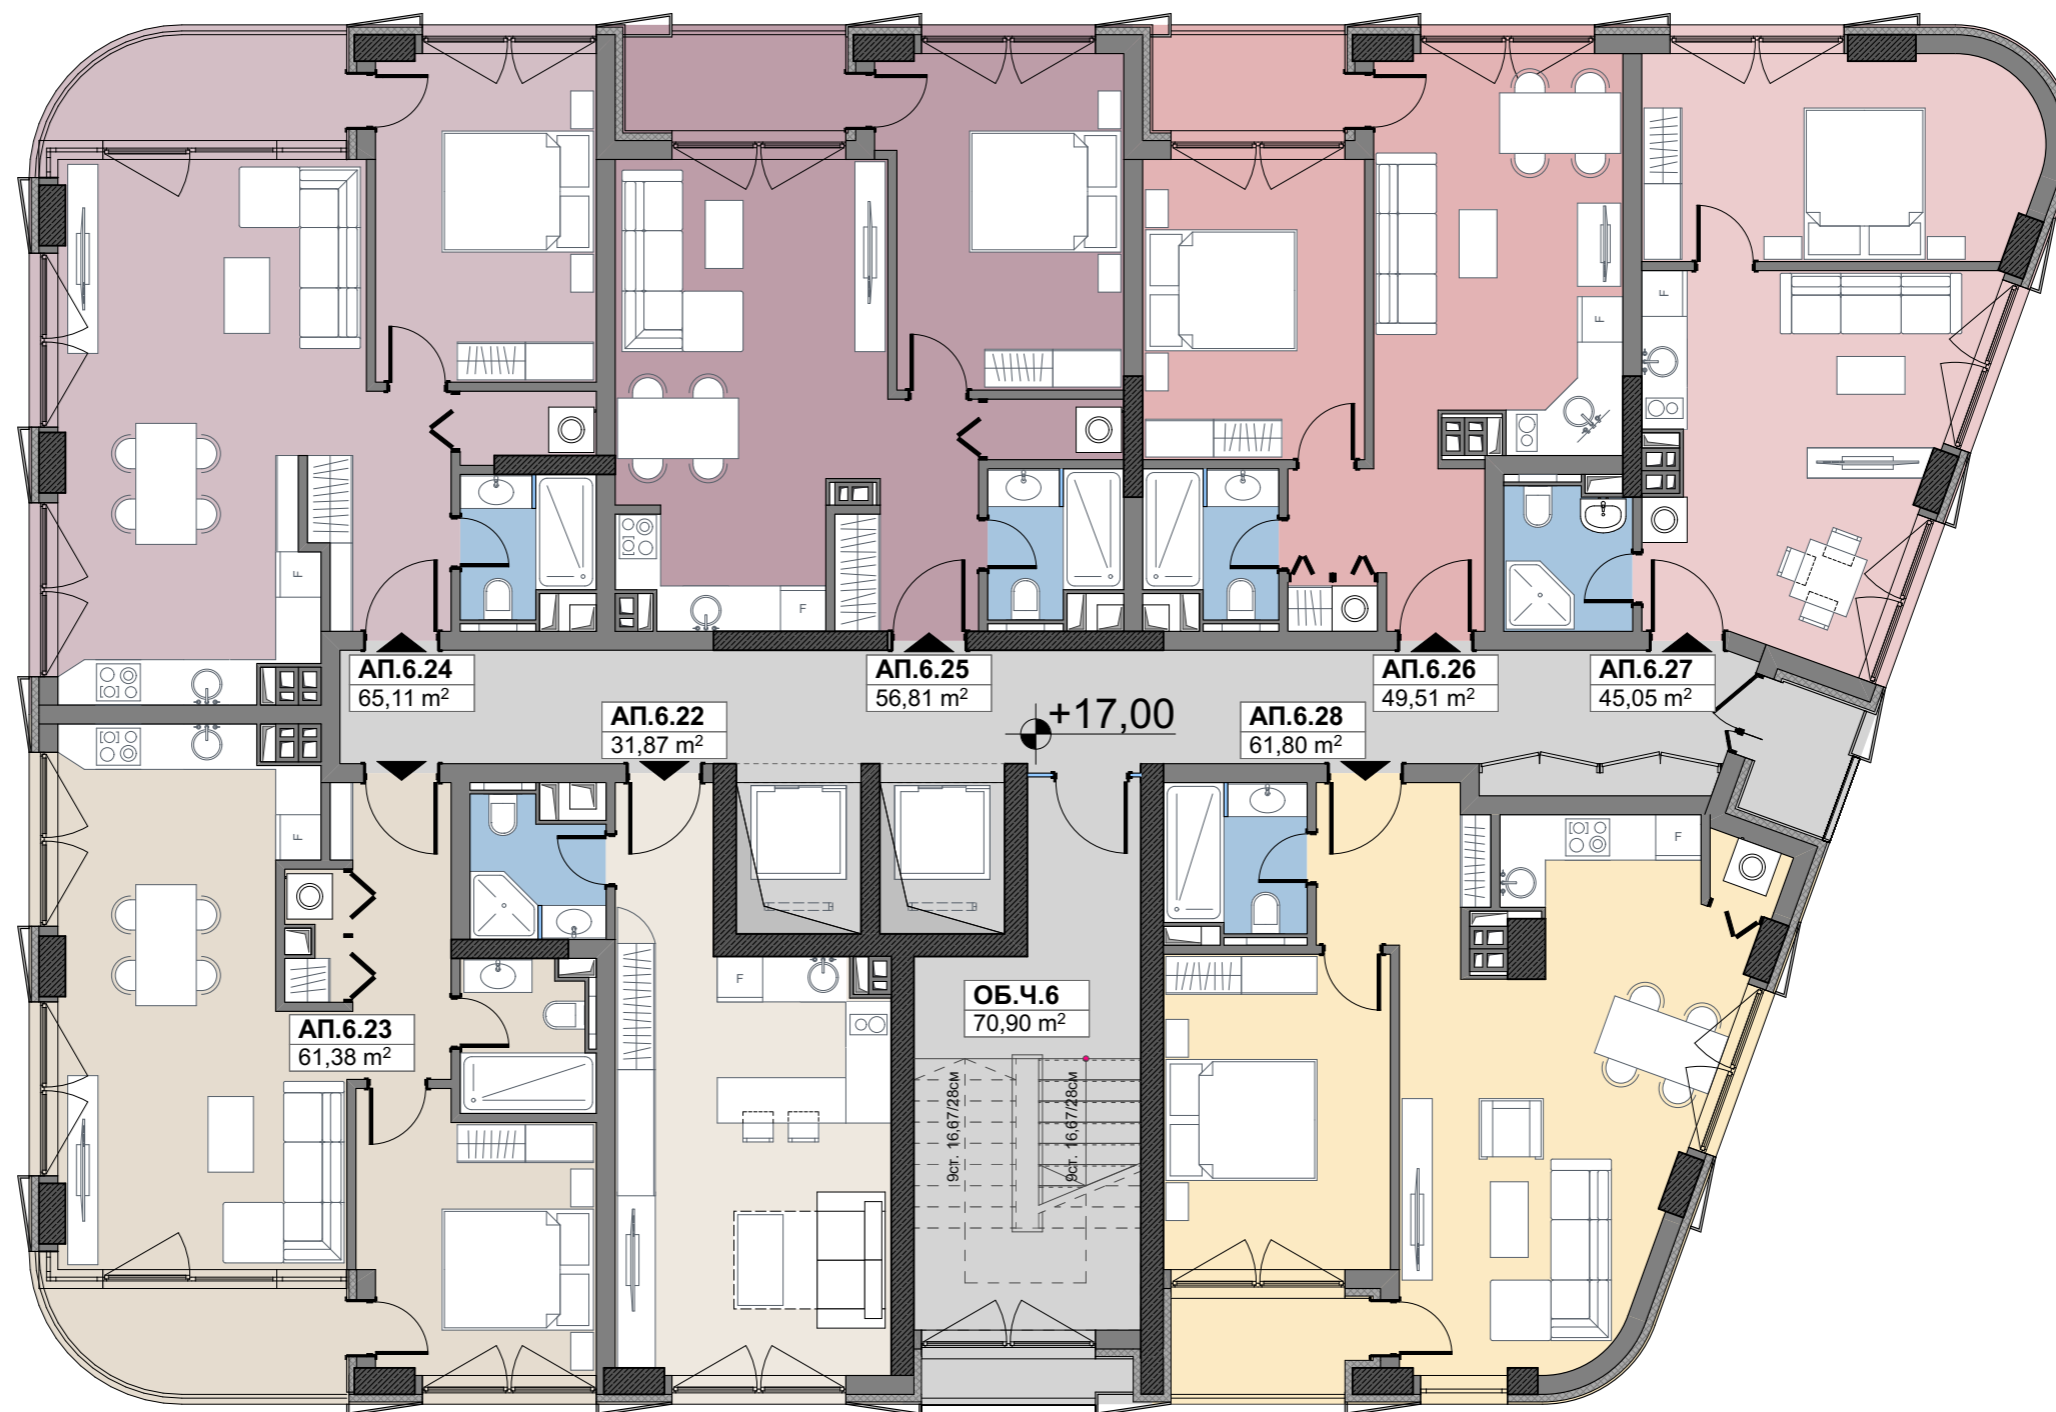 F
F
F
F
АП.6.24
65,11 m²
АП.6.25
56,81 m²
АП.6.26
49,51 m²
АП.6.27
45,05 m²
АП.6.22
31,87 m²
+17,00
АП.6.28
61,80 m²
F
F
F
ОБ.Ч.6
70,90 m²
АП.6.23
61,38 m²
9ст. 16,67/28см
9ст. 16,67/28см